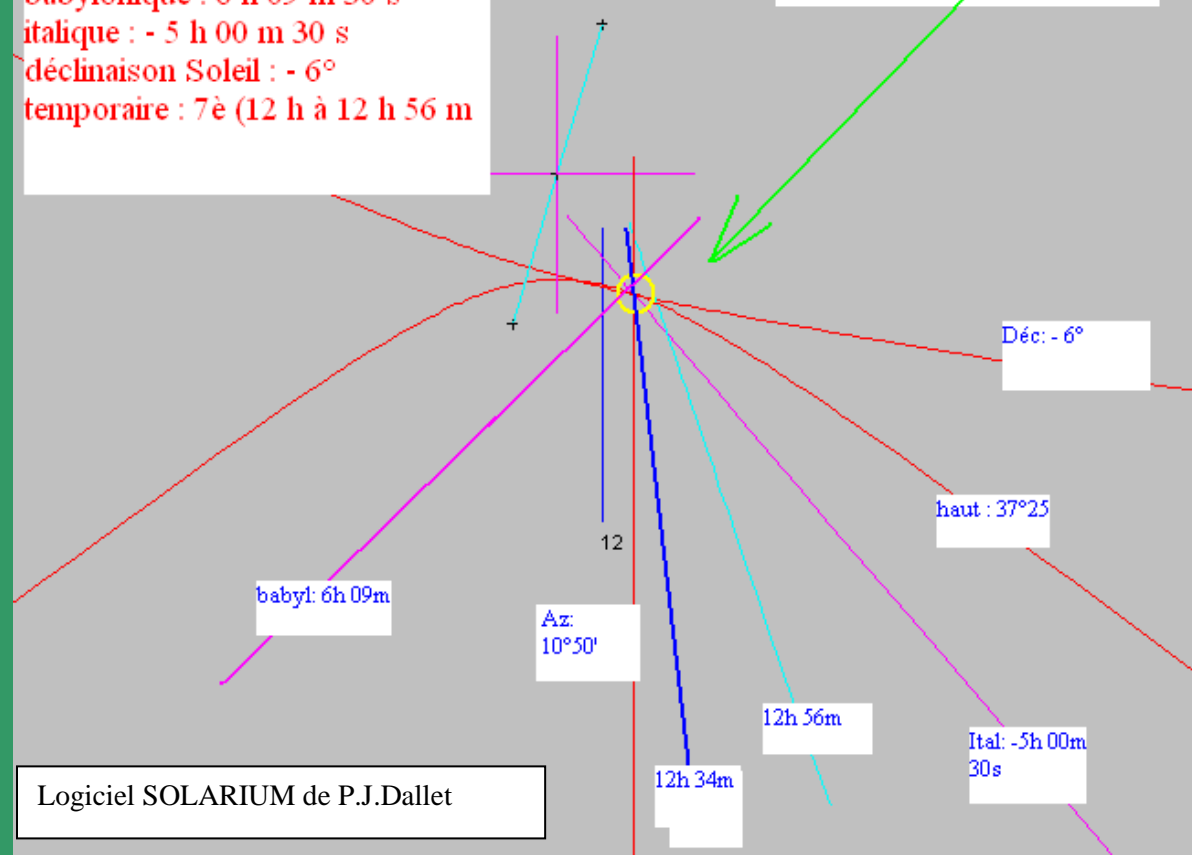 italique : - 5 h 00 m 30 s
déclinaison Soleil : - 6°
temporaire : 7è (12 h à 12 h 56 m
Déc: - 6°
haut : 37°25
12
babyl: 6h 09m
Az:
10°50'
12h 56m
Ital: -5h 00m
30s
12h 34m
Logiciel SOLARIUM de P.J.Dallet